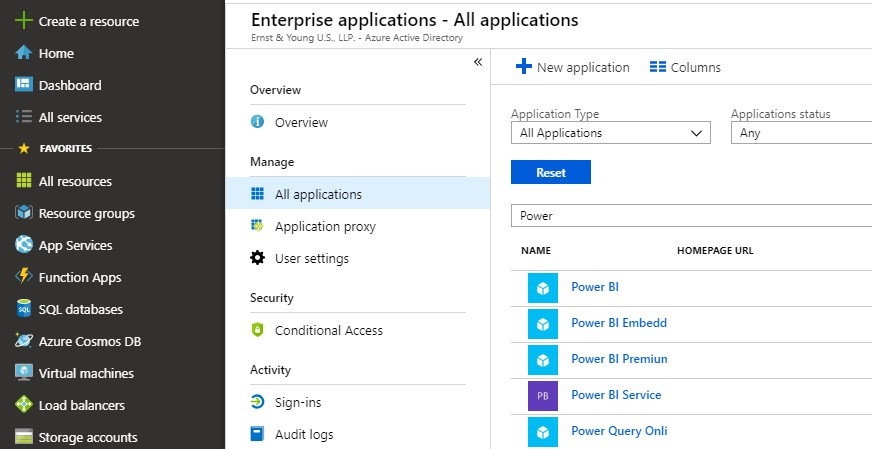 Create a resource
Home
Dashboard
All services
FAVORITES
All resources
Resource groups
App Services
Function Apps
SQL databases
Azure Cosmos DB
Virtual machines
Load balancers
Storage accounts
Enterprise applications - All applications
Ernst & Young U.S., LLP. - Azure Active Directory
«
Overview
Overview
Manage
All applications
Application proxy
User settings
Security
Conditional Access
Activity
Sign-ins
Audit logs
New application Columns
Application Type Applications status
All Applications Any
Reset
Power
NAME HOMEPAGE URL
Power BI
Power BI Embedd
Power BI Premiun
PB Power BI Service
Power Query Onli